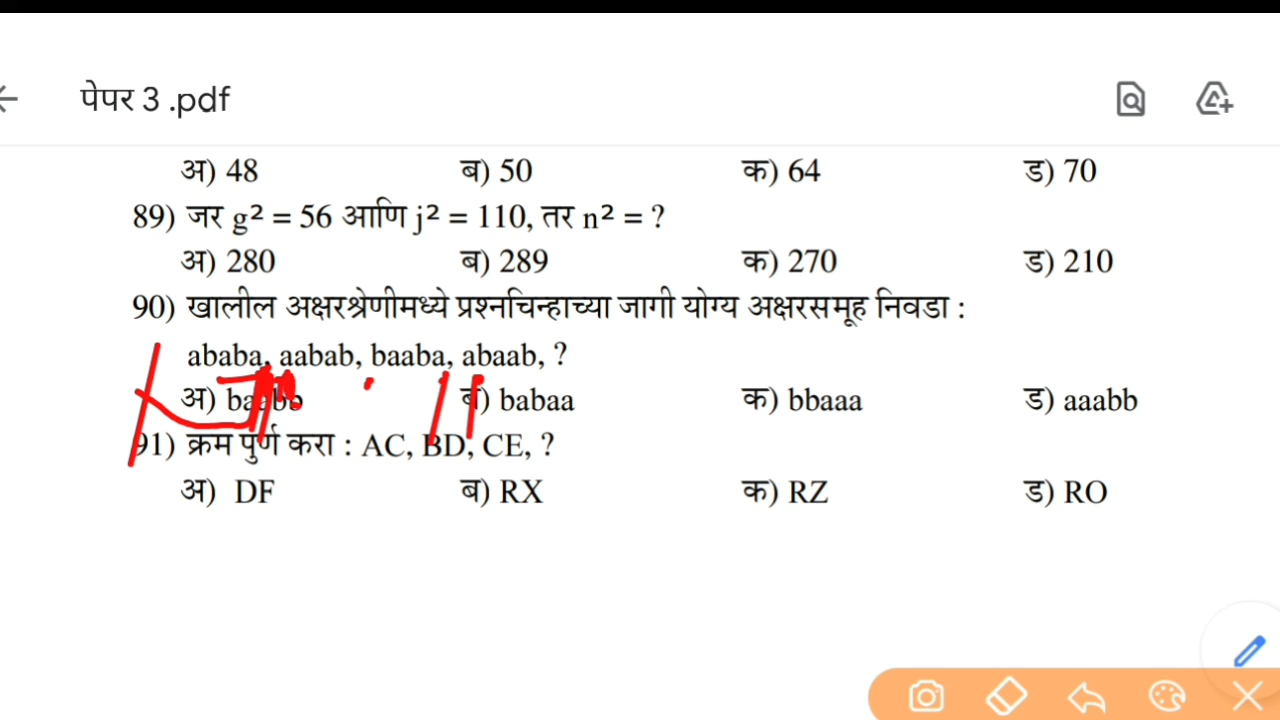 पेपर 3 .pdf
अ) 48 ब) 50 क) 64 ड) 70
89) जर g² = 56 आणि j² = 110, तर n² = ?
अ) 280 ब) 289 क) 270 ड) 210
90) खालील अक्षरश्रेणीमध्ये प्रश्नचिन्हाच्या जागी योग्य अक्षरसमूह निवडा :
ababa, aabab, baaba, abaab, ?
अ) baabb ब) babaa क) bbaaa ड) aaabb
91) क्रम पुर्ण करा : AC, BD, CE, ?
अ) DF ब) RX क) RZ ड) RO